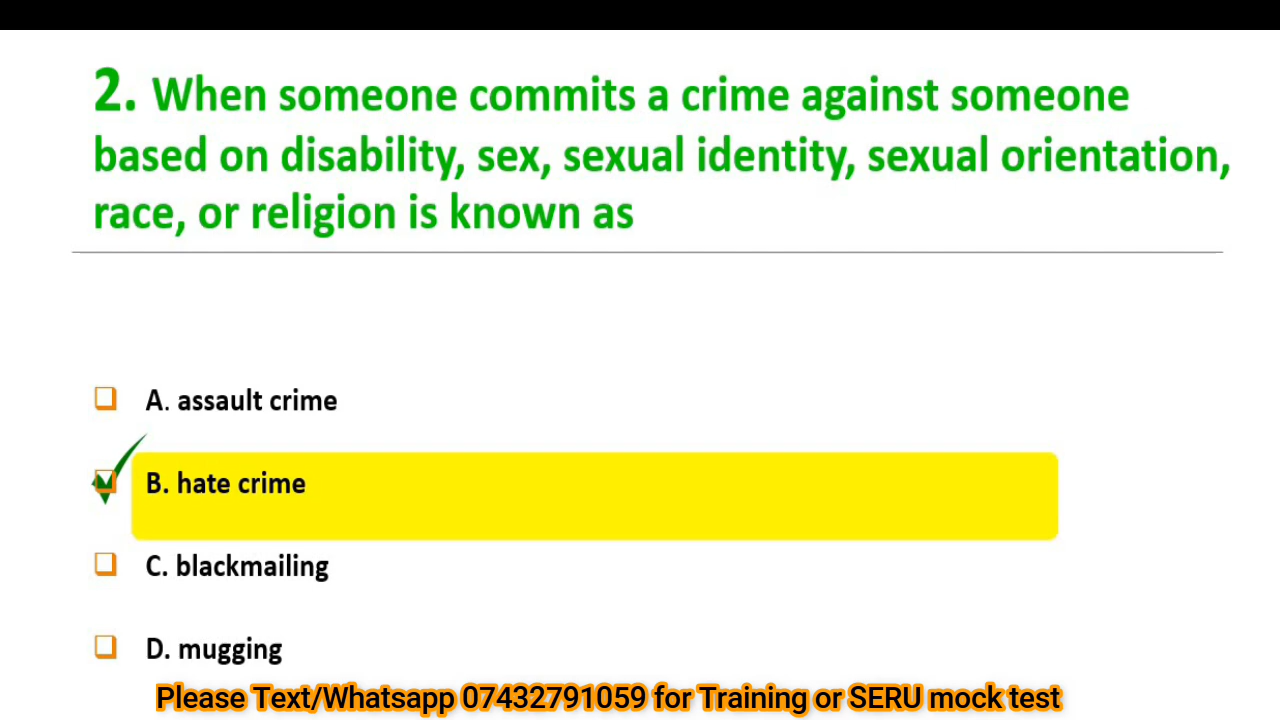 2. When someone commits a crime against someone
based on disability, sex, sexual identity, sexual orientation,
race, or religion is known as
A. assault crime
B. hate crime
C. blackmailing
D. mugging
Please Text/Whatsapp 07432791059 for Training or SERU mock test